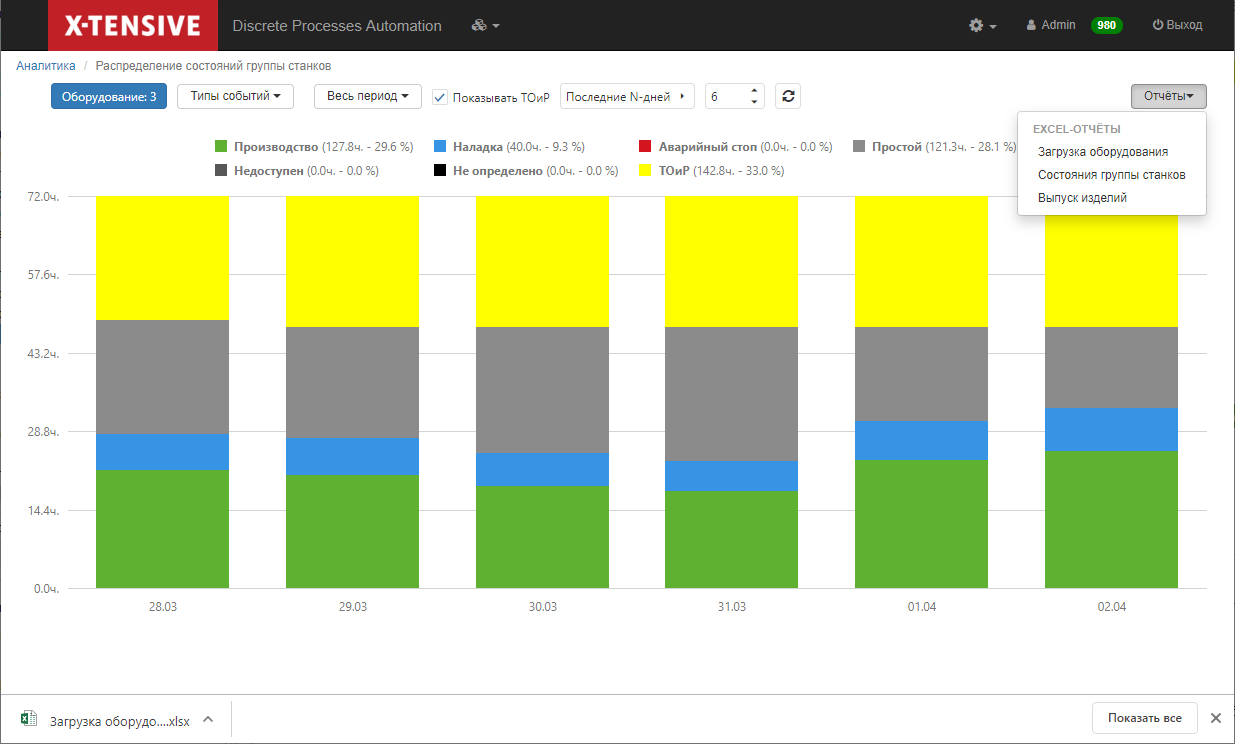 X-TENSIVE Discrete Processes Automation Admin 980 Выход
Аналитика / Распределение состояний группы станков
Оборудование: 3 Типы событий Весь период Показывать ТОиР Последние N-дней 6 Отчёты
EXCEL-ОТЧЁТЫ
Загрузка оборудования
Состояния группы станков
Выпуск изделий
Производство (127.8ч. - 29.6 %) Наладка (40.0ч. - 9.3 %) Аварийный стоп (0.0ч. - 0.0 %) Простой (121.3ч. - 28.1 %)
Недоступен (0.0ч. - 0.0 %) Не определено (0.0ч. - 0.0 %) ТОиР (142.8ч. - 33.0 %)
72.0ч.
57.6ч.
43.2ч.
28.8ч.
14.4ч.
0.0ч.
28.03 29.03 30.03 31.03 01.04 02.04
Загрузка оборудо....xlsx Показать все